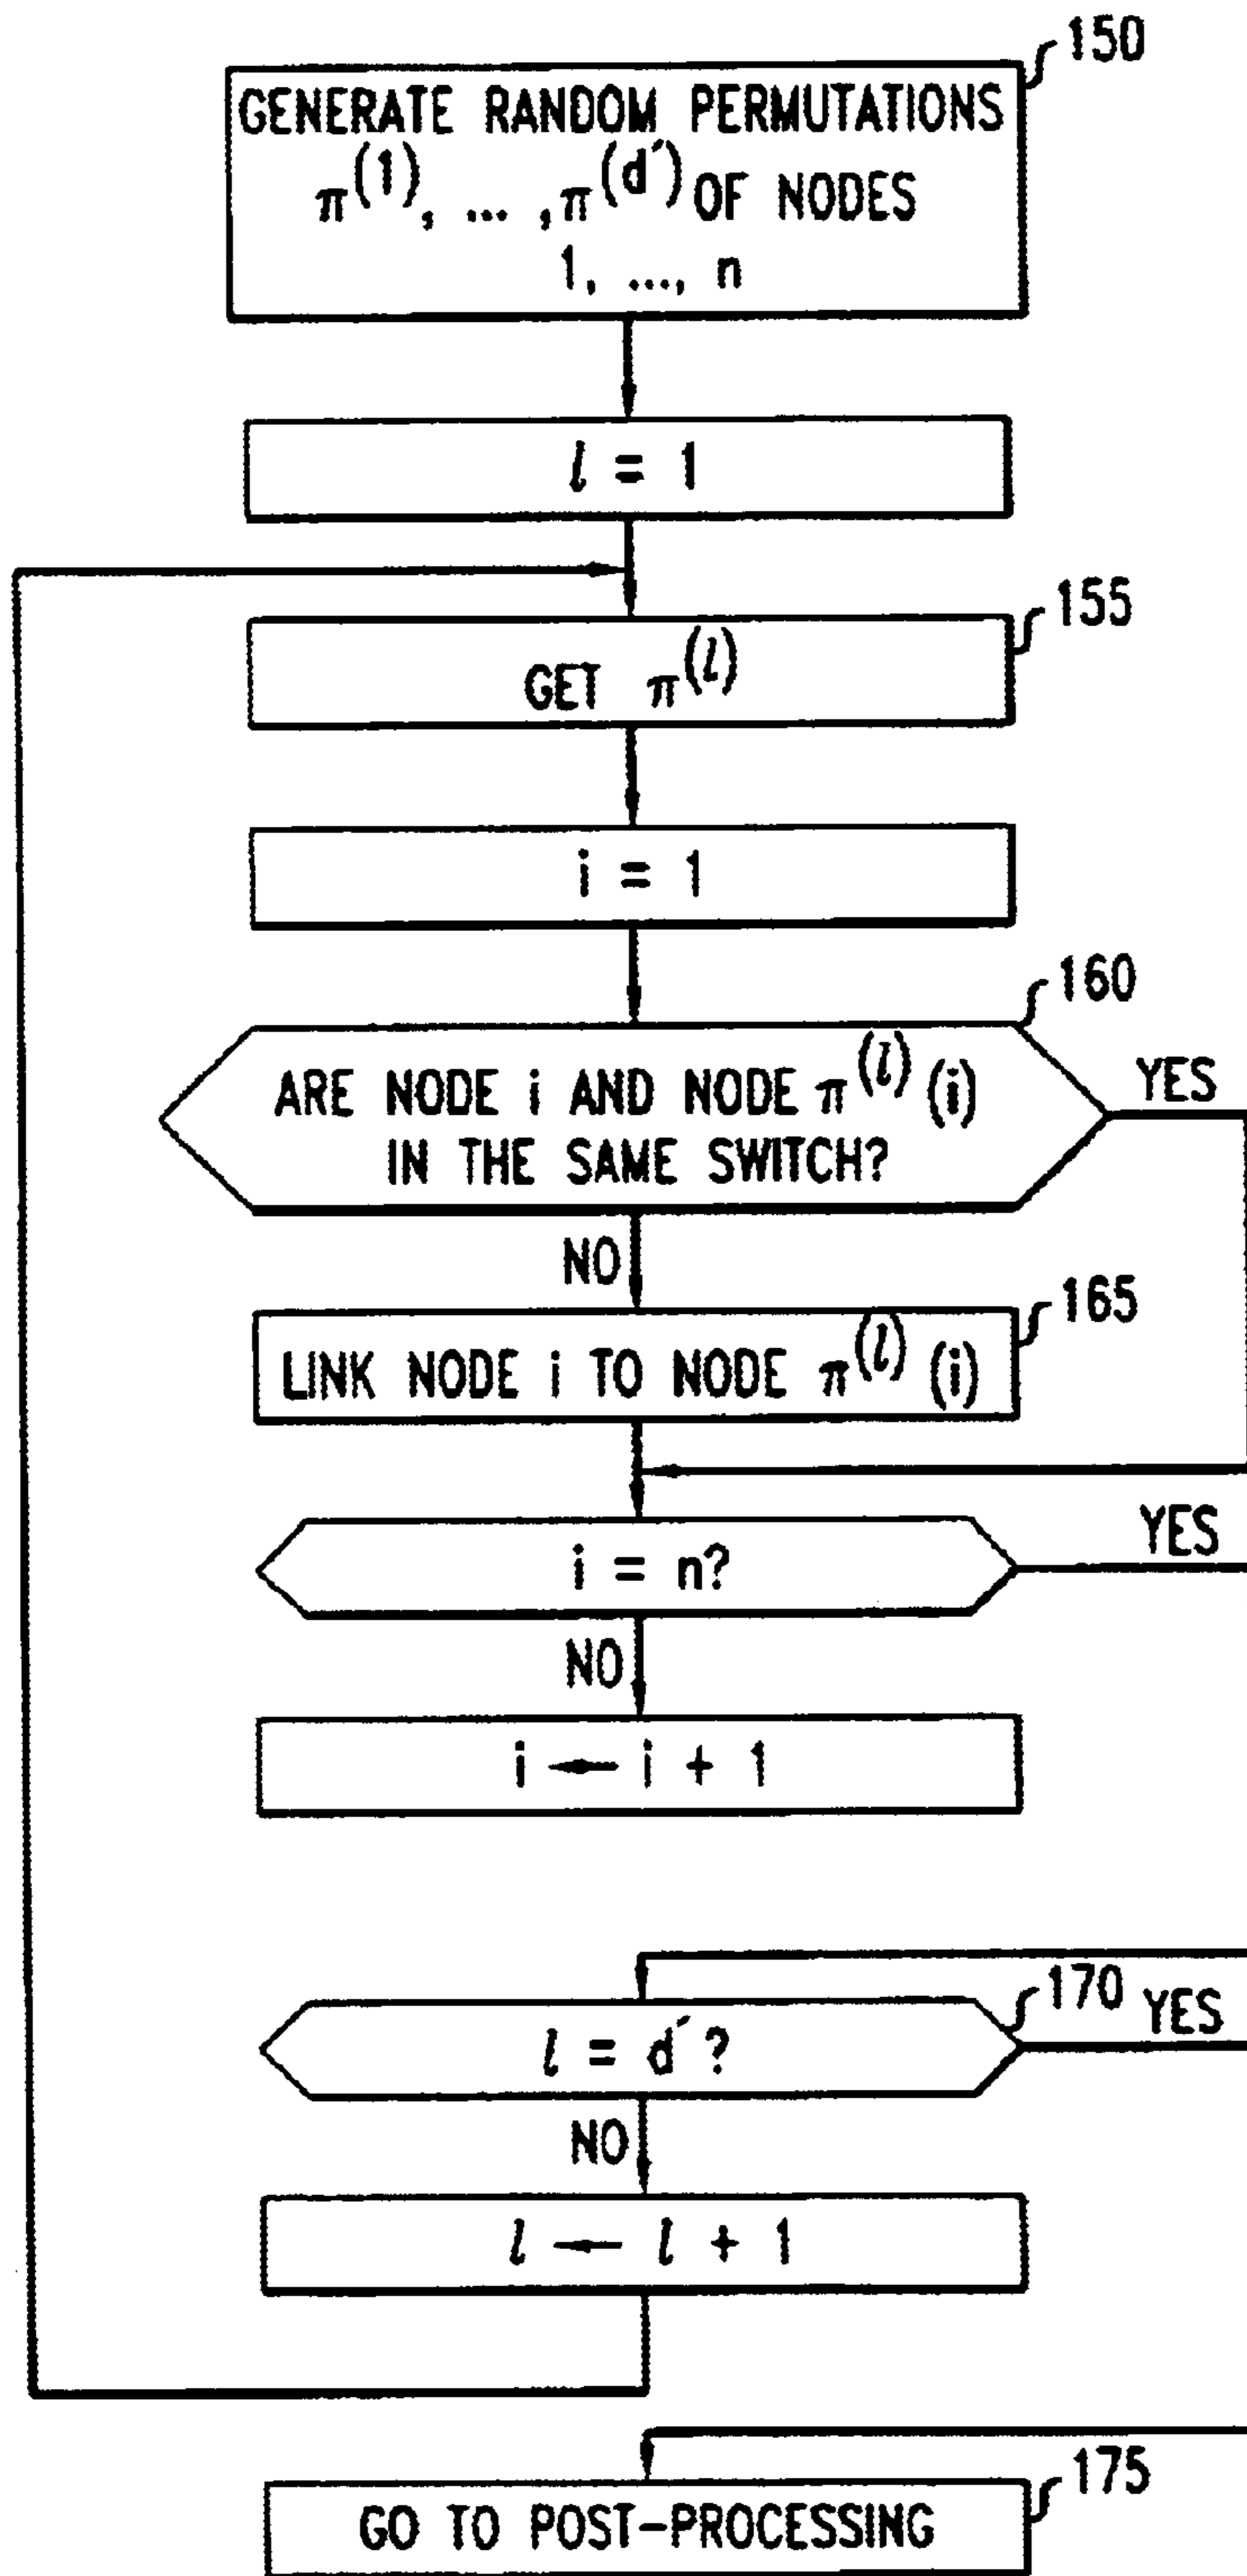 150
GENERATE RANDOM PERMUTATIONS
π(1), ... ,π(d´) OF NODES
1, ..., n
l = 1
155
GET π(l)
i = 1
160
ARE NODE i AND NODE π(l) (i)
IN THE SAME SWITCH?
YES
NO
165
LINK NODE i TO NODE π(l) (i)
i = n?
YES
NO
i ← i + 1
170
l = d´?
YES
NO
l ← l + 1
175
GO TO POST-PROCESSING